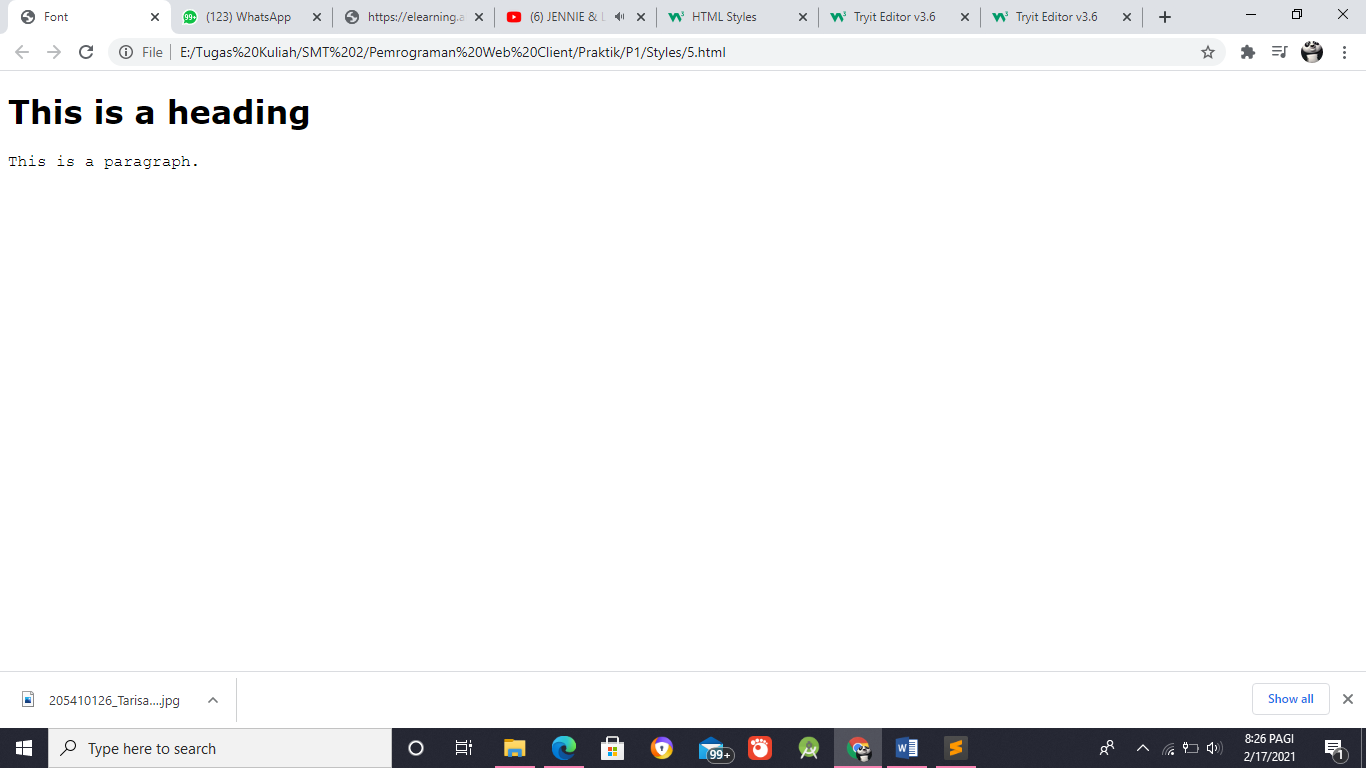 Font
(123) WhatsApp
https://elearning.a
(6) JENNIE & L
HTML Styles
Tryit Editor v3.6
Tryit Editor v3.6
File
E:/Tugas%20Kuliah/SMT%202/Pemrograman%20Web%20Client/Praktik/P1/Styles/5.html
This is a heading
This is a paragraph.
205410126_Tarisa....jpg
Show all
Type here to search
99+
8:26 PAGI
2/17/2021
1